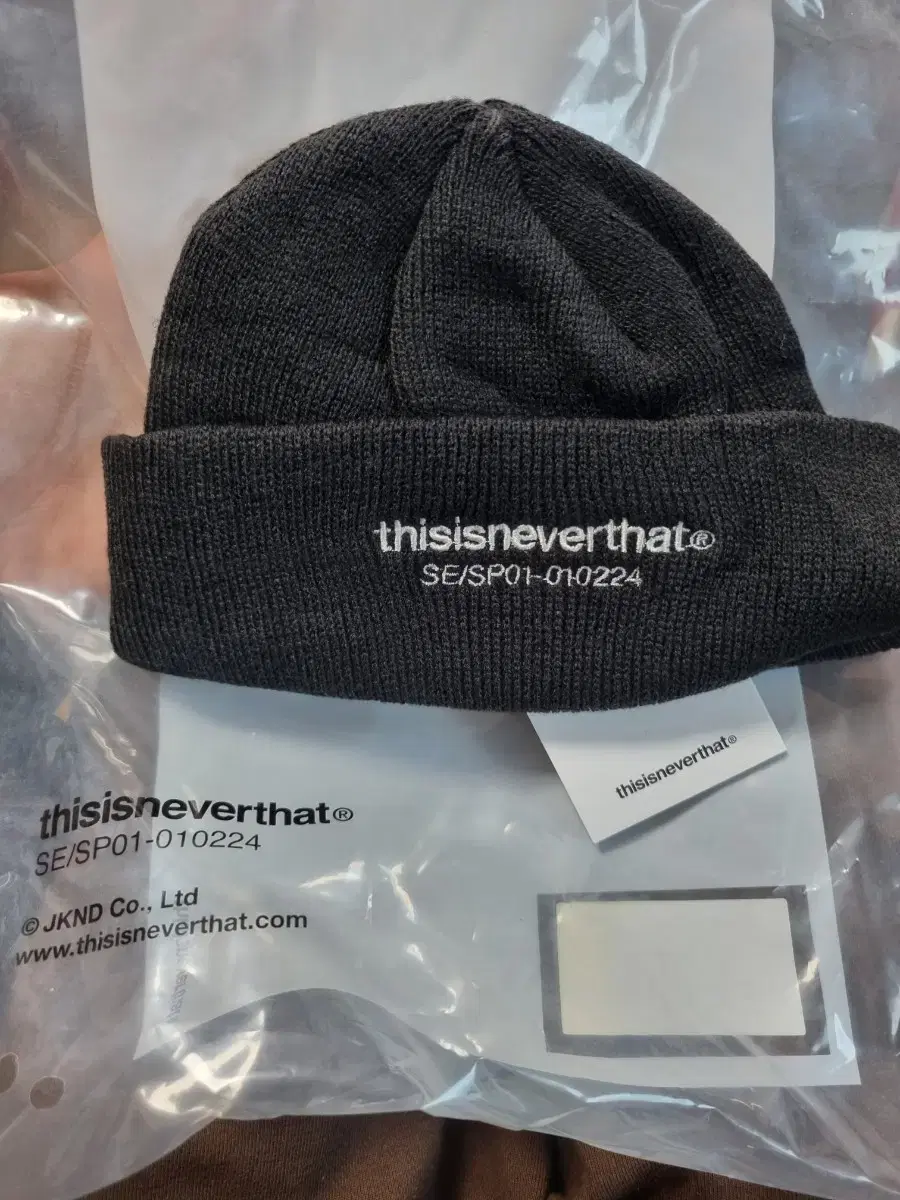 thisisneverthat®
SE/SP01-010224
thisisneverthat®
thisisneverthat®
SE/SP01-010224
© JKND Co., Ltd
www.thisisneverthat.com